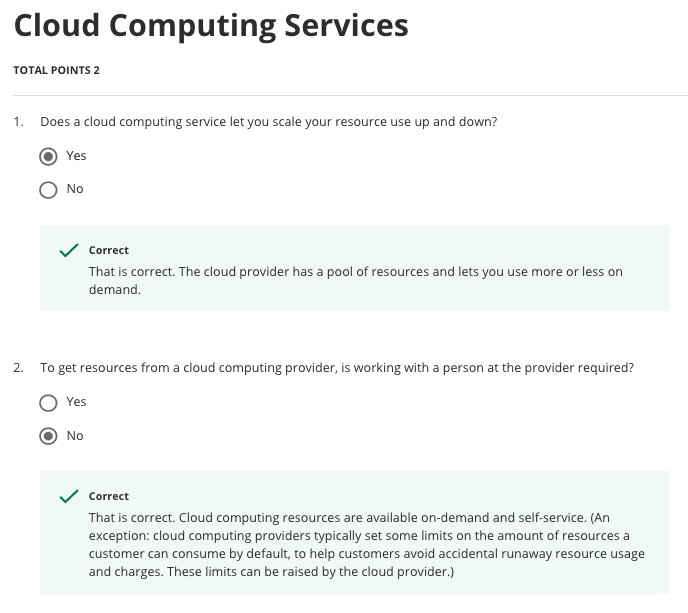 Cloud Computing Services
TOTAL POINTS 2
1. Does a cloud computing service let you scale your resource use up and down?
Yes
No
Correct
That is correct. The cloud provider has a pool of resources and lets you use more or less on
demand.
2. To get resources from a cloud computing provider, is working with a person at the provider required?
Yes
No
Correct
That is correct. Cloud computing resources are available on-demand and self-service. (An
exception: cloud computing providers typically set some limits on the amount of resources a
customer can consume by default, to help customers avoid accidental runaway resource usage
and charges. These limits can be raised by the cloud provider.)